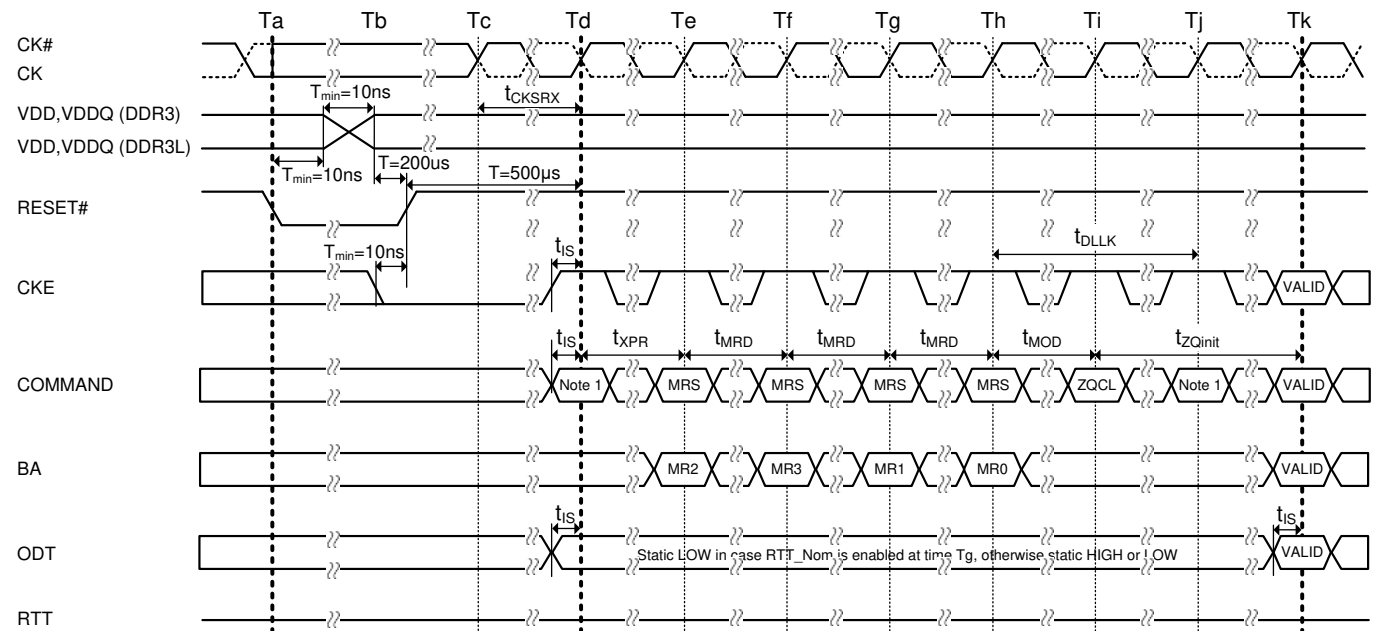 Ta Tb Tc Td Te Tf Tg Th Ti Tj Tk
CK#
CK
Tmin=10ns
tCKSRX
VDD,VDDQ (DDR3)
VDD,VDDQ (DDR3L)
Tmin=10ns
T=200us
T=500µs
RESET#
Tmin=10ns
tIS
tDLLK
CKE
VALID
tIS tXPR tMRD tMRD tMRD tMOD tZQinit
COMMAND
Note 1 MRS MRS MRS MRS ZQCL Note 1 VALID
BA
MR2 MR3 MR1 MR0 VALID
tIS tIS
ODT
Static LOW in case RTT_Nom is enabled at time Tg, otherwise static HIGH or LOW
VALID
RTT